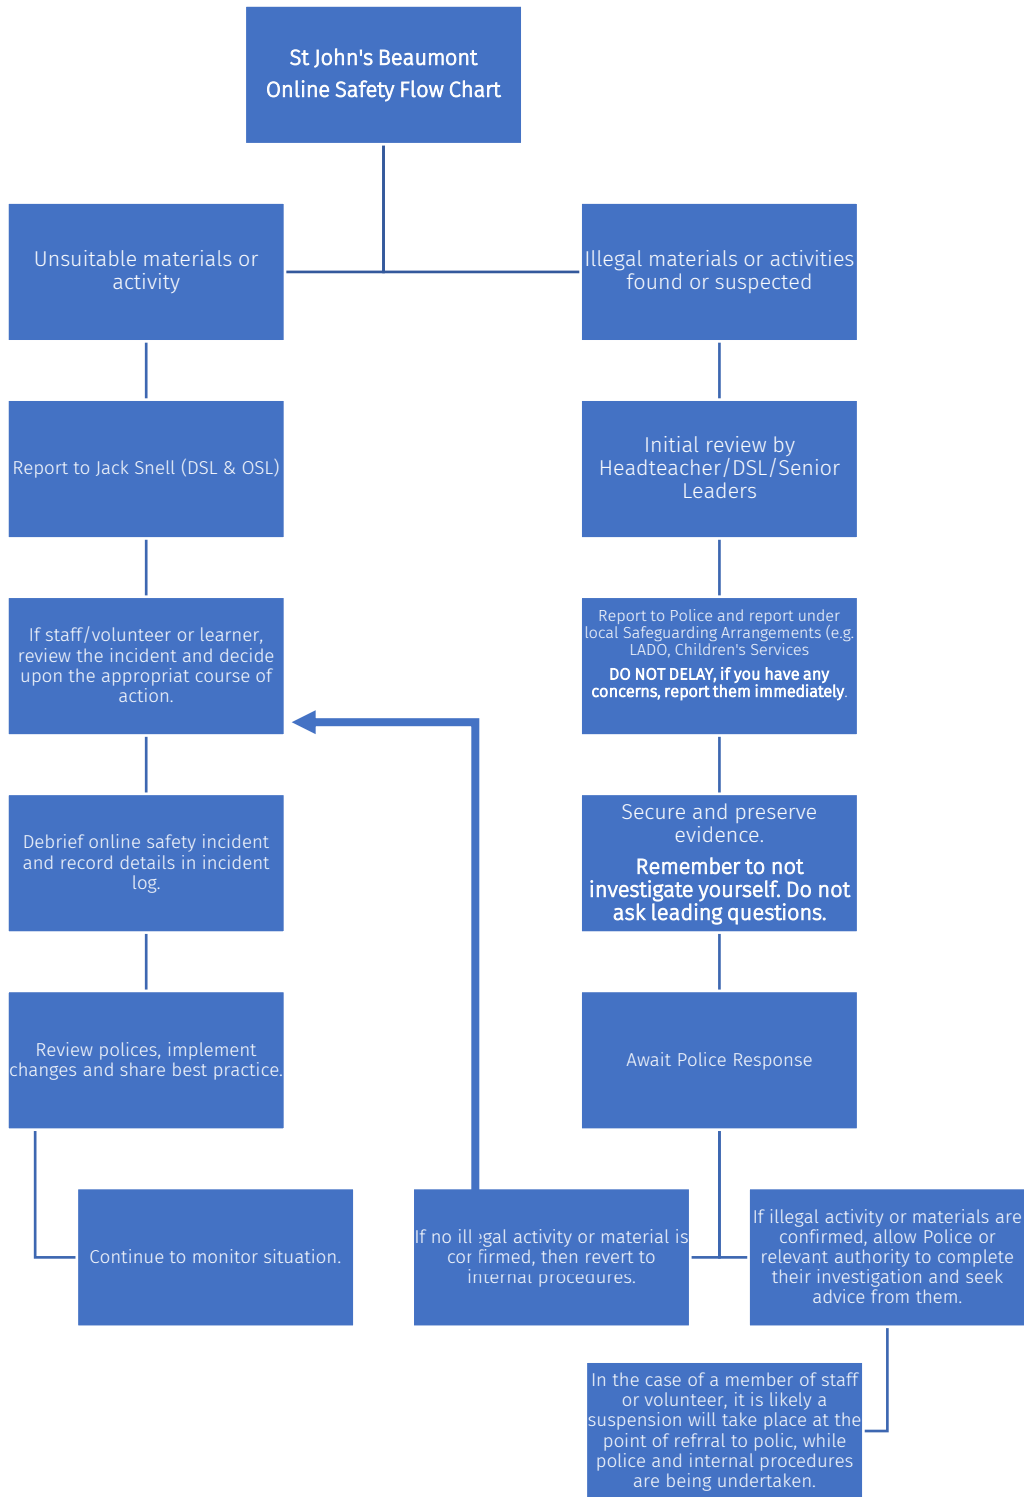 St John's Beaumont
Online Safety Flow Chart
Unsuitable materials or
activity
Illegal materials or activities
found or suspected
Report to Jack Snell (DSL & OSL)
Initial review by
Headteacher/DSL/Senior
Leaders
If staff/volunteer or learner,
review the incident and decide
upon the appropriat course of
action.
Report to Police and report under
local Safeguarding Arrangements (e.g.
LADO, Children's Services
DO NOT DELAY, if you have any
concerns, report them immediately.
Debrief online safety incident
and record details in incident
log.
Secure and preserve
evidence.
Remember to not
investigate yourself. Do not
ask leading questions.
Review polices, implement
changes and share best practice.
Await Police Response
Continue to monitor situation.
If no illegal activity or material is
confirmed, then revert to
internal procedures.
If illegal activity or materials are
confirmed, allow Police or
relevant authority to complete
their investigation and seek
advice from them.
In the case of a member of staff
or volunteer, it is likely a
suspension will take place at the
point of refrral to polic, while
police and internal procedures
are being undertaken.